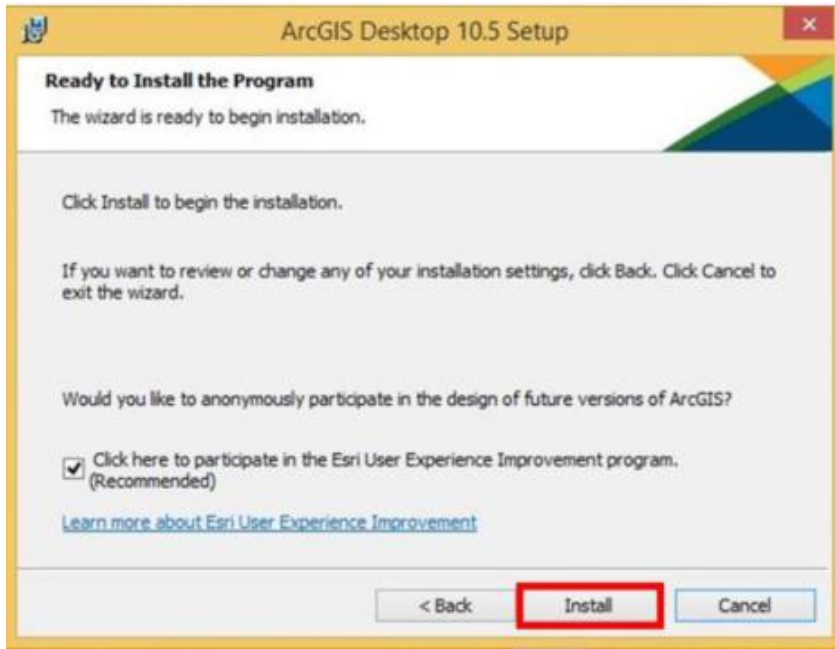 ArcGIS Desktop 10.5 Setup
Ready to Install the Program
The wizard is ready to begin installation.
Click Install to begin the installation.
If you want to review or change any of your installation settings, click Back. Click Cancel to
exit the wizard.
Would you like to anonymously participate in the design of future versions of ArcGIS?
Click here to participate in the Esri User Experience Improvement program.
(Recommended)
Learn more about Esri User Experience Improvement
< Back Install Cancel